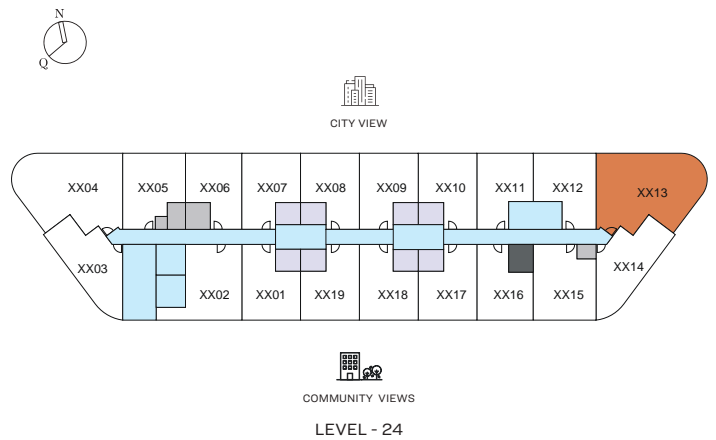 N
Q
CITY VIEW
XX04 XX05 XX06 XX07 XX08 XX09 XX10 XX11 XX12 XX13
XX03 XX14
XX02 XX01 XX19 XX18 XX17 XX16 XX15
COMMUNITY VIEWS
LEVEL - 24